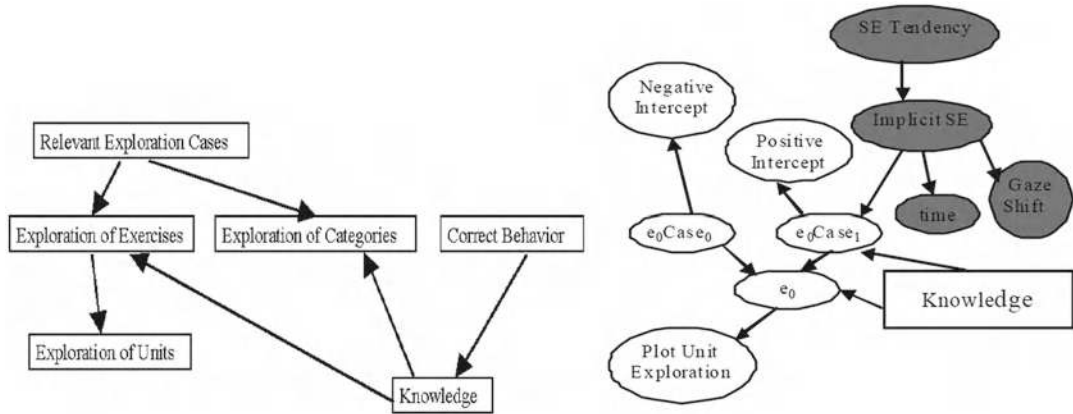 Relevant Exploration Cases
Exploration of Exercises
Exploration of Categories
Correct Behavior
Exploration of Units
Knowledge
SE Tendency
Negative
Intercept
Implicit SE
Positive
Intercept
Gaze
Shift
time
e₀Case₀
e₀Case₁
e₀
Knowledge
Plot Unit
Exploration